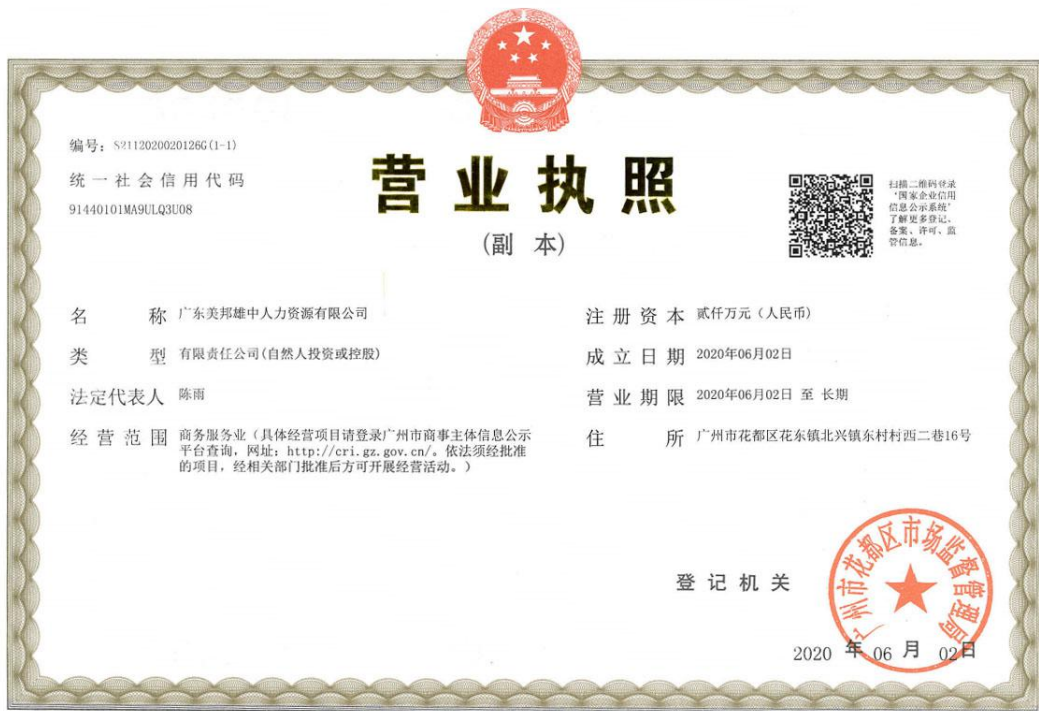 编号：S2112020020126G(1-1)
统一社会信用代码
91440101MA9ULQ3U08
营业执照
(副 本)
扫描二维码登录
‘国家企业信用
信息公示系统’
了解更多登记、
备案、许可、监
管信息。
名 称 广东美邦雄中人力资源有限公司
类 型 有限责任公司(自然人投资或控股)
法定代表人 陈雨
经营范围 商务服务业（具体经营项目请登录广州市商事主体信息公示
平台查询，网址：http://cri.gz.gov.cn/。依法须经批准
的项目，经相关部门批准后方可开展经营活动。）
注册资本 贰仟万元（人民币）
成立日期 2020年06月02日
营业期限 2020年06月02日 至 长期
住 所 广州市花都区花东镇北兴镇东村村西二巷16号
登记机关
广州市花都区市场监督管理局
2020 年 06 月 02日